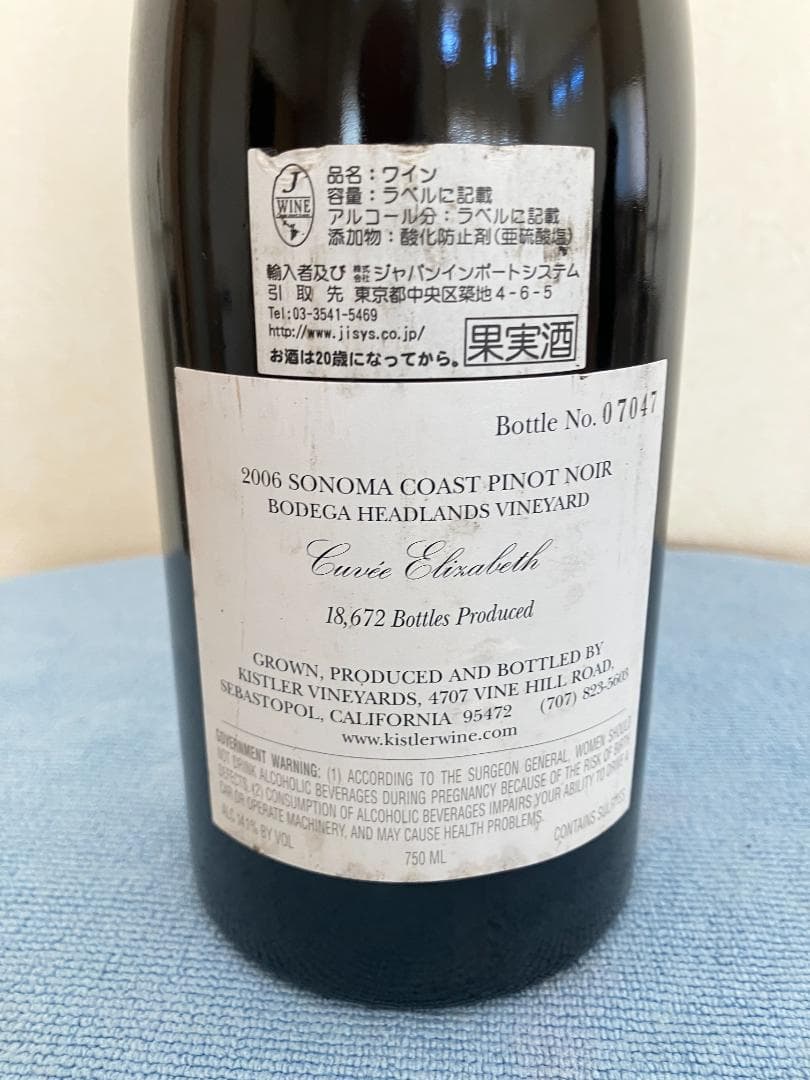 J
WINE
品名：ワイン
容量：ラベルに記載
アルコール分：ラベルに記載
添加物：酸化防止剤(亜硫酸塩)
輸入者及び 株式会社 ジャパンインポートシステム
引取先 東京都中央区築地4-6-5
Tel:03-3541-5469
http://www.jisys.co.jp/
お酒は20歳になってから。 果実酒
Bottle No. 07047
2006 SONOMA COAST PINOT NOIR
BODEGA HEADLANDS VINEYARD
Cuvée Elizabeth
18,672 Bottles Produced
GROWN, PRODUCED AND BOTTLED BY
KISTLER VINEYARDS, 4707 VINE HILL ROAD,
SEBASTOPOL, CALIFORNIA 95472 (707) 823-5603
www.kistlerwine.com
GOVERNMENT WARNING: (1) ACCORDING TO THE SURGEON GENERAL, WOMEN SHOULD
NOT DRINK ALCOHOLIC BEVERAGES DURING PREGNANCY BECAUSE OF THE RISK OF BIRTH
DEFECTS. (2) CONSUMPTION OF ALCOHOLIC BEVERAGES IMPAIRS YOUR ABILITY TO DRIVE A
CAR OR OPERATE MACHINERY, AND MAY CAUSE HEALTH PROBLEMS.
ALC 14.1% BY VOL CONTAINS SULFITES
750 ML